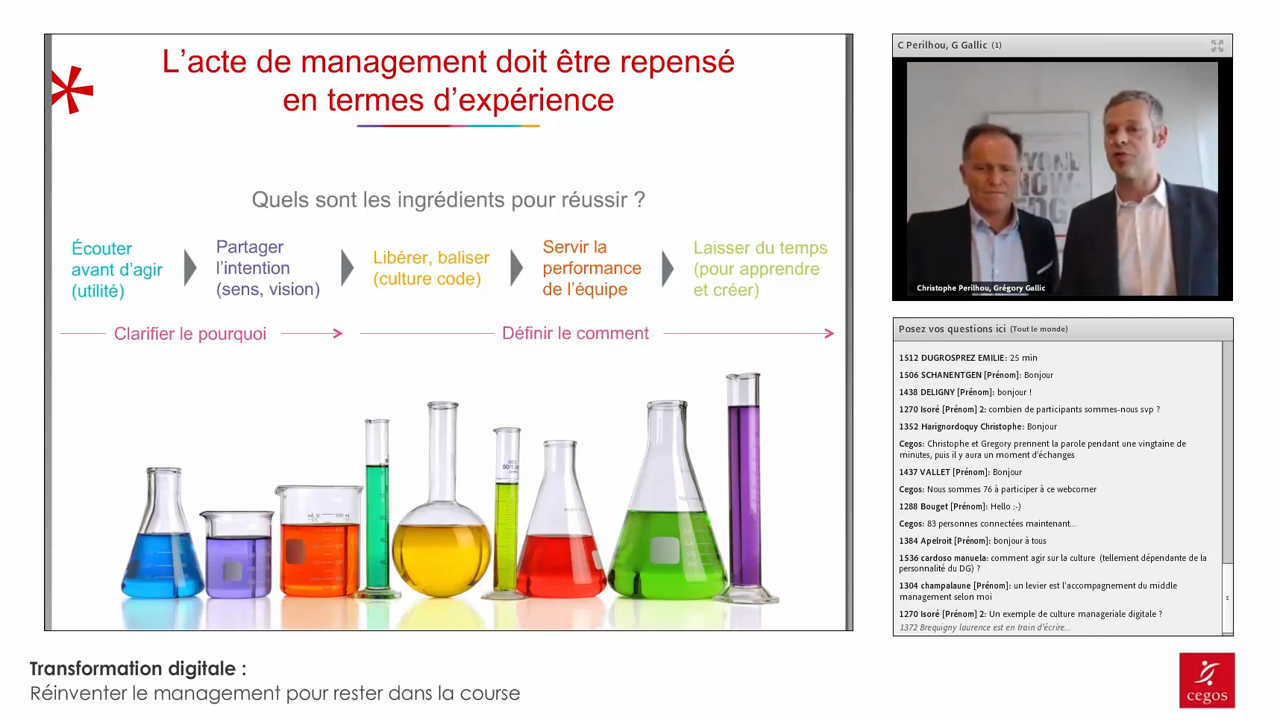 L'acte de management doit être repensé
en termes d'expérience
Quels sont les ingrédients pour réussir ?
Écouter
avant d'agir
(utilité)
Partager
l'intention
(sens, vision)
Libérer, baliser
(culture code)
Servir la
performance
de l'équipe
Laisser du temps
(pour apprendre
et créer)
Clarifier le pourquoi
Définir le comment
C Perilhou, G Gallic (1)
Christophe Perilhou, Grégory Gallic
Posez vos questions ici (Tout le monde)
1512 DUGROSPREZ EMILIE: 25 min
1506 SCHANENTGEN [Prénom]: Bonjour
1438 DELIGNY [Prénom]: bonjour !
1270 Isoré [Prénom] 2: combien de participants sommes-nous svp ?
1352 Harignordoquy Christophe: Bonjour
Cegos: Christophe et Gregory prennent la parole pendant une vingtaine de
minutes, puis il y aura un moment d'échanges
1437 VALLET [Prénom]: Bonjour
Cegos: Nous sommes 76 à participer à ce webcorner
1288 Bouget [Prénom]: Hello :-)
Cegos: 83 personnes connectées maintenant...
1384 Apelroit [Prénom]: bonjour à tous
1536 cardoso manuela: comment agir sur la culture (tellement dépendante de la
personnalité du DG) ?
1304 champalaune [Prénom]: un levier est l'accompagnement du middle
management selon moi
1270 Isoré [Prénom] 2: Un exemple de culture manageriale digitale ?
1372 Brequigny laurence est en train d'écrire...
Transformation digitale :
Réinventer le management pour rester dans la course
cegos